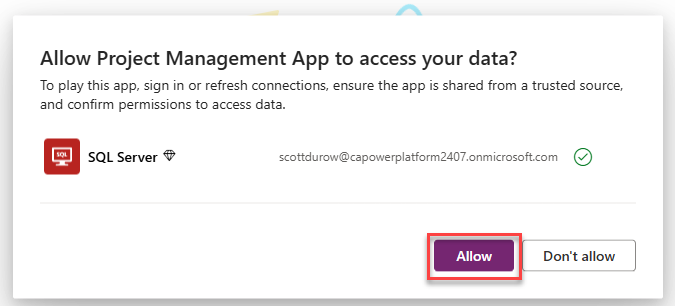 Allow Project Management App to access your data?
To play this app, sign in or refresh connections, ensure the app is shared from a trusted source,
and confirm permissions to access data.
SQL
SQL Server scottdurow@capowerplatform2407.onmicrosoft.com
Allow Don't allow